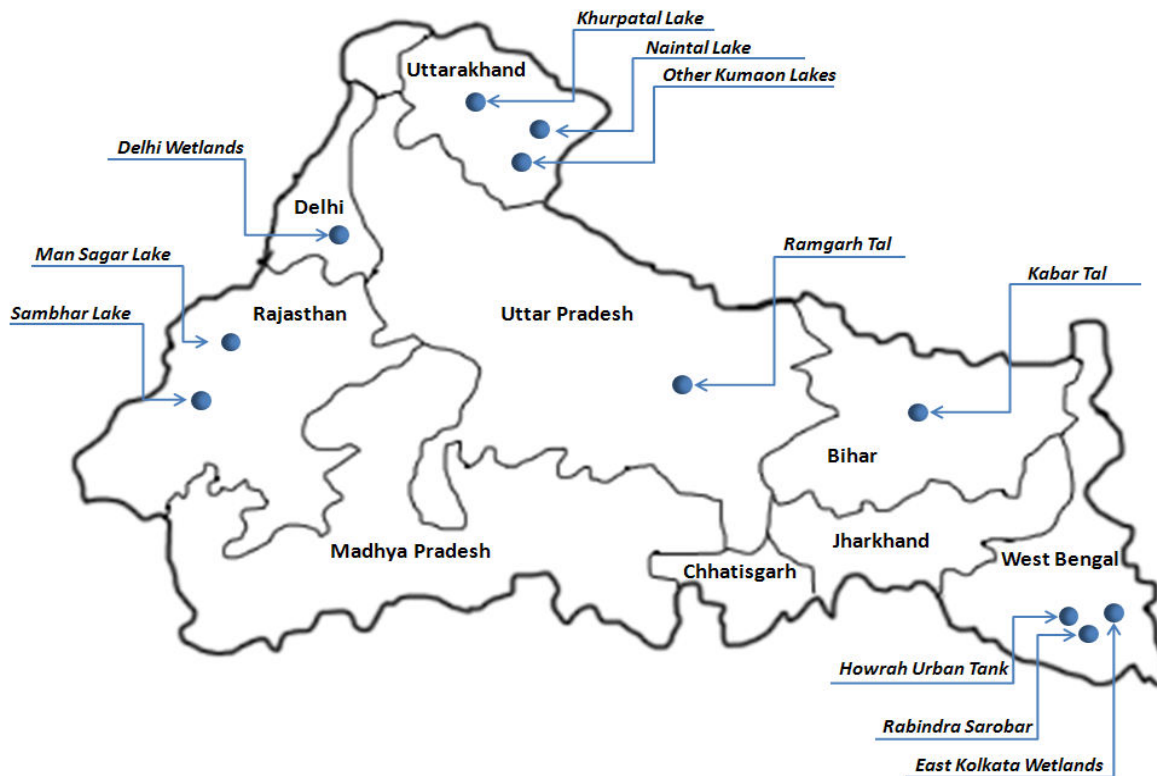 Khurpatal Lake
Naintal Lake
Uttarakhand
Other Kumaon Lakes
Delhi Wetlands
Delhi
Man Sagar Lake
Ramgarh Tal
Kabar Tal
Sambhar Lake
Rajasthan
Uttar Pradesh
Bihar
Madhya Pradesh
Jharkhand
West Bengal
Chhatisgarh
Howrah Urban Tank
Rabindra Sarobar
East Kolkata Wetlands